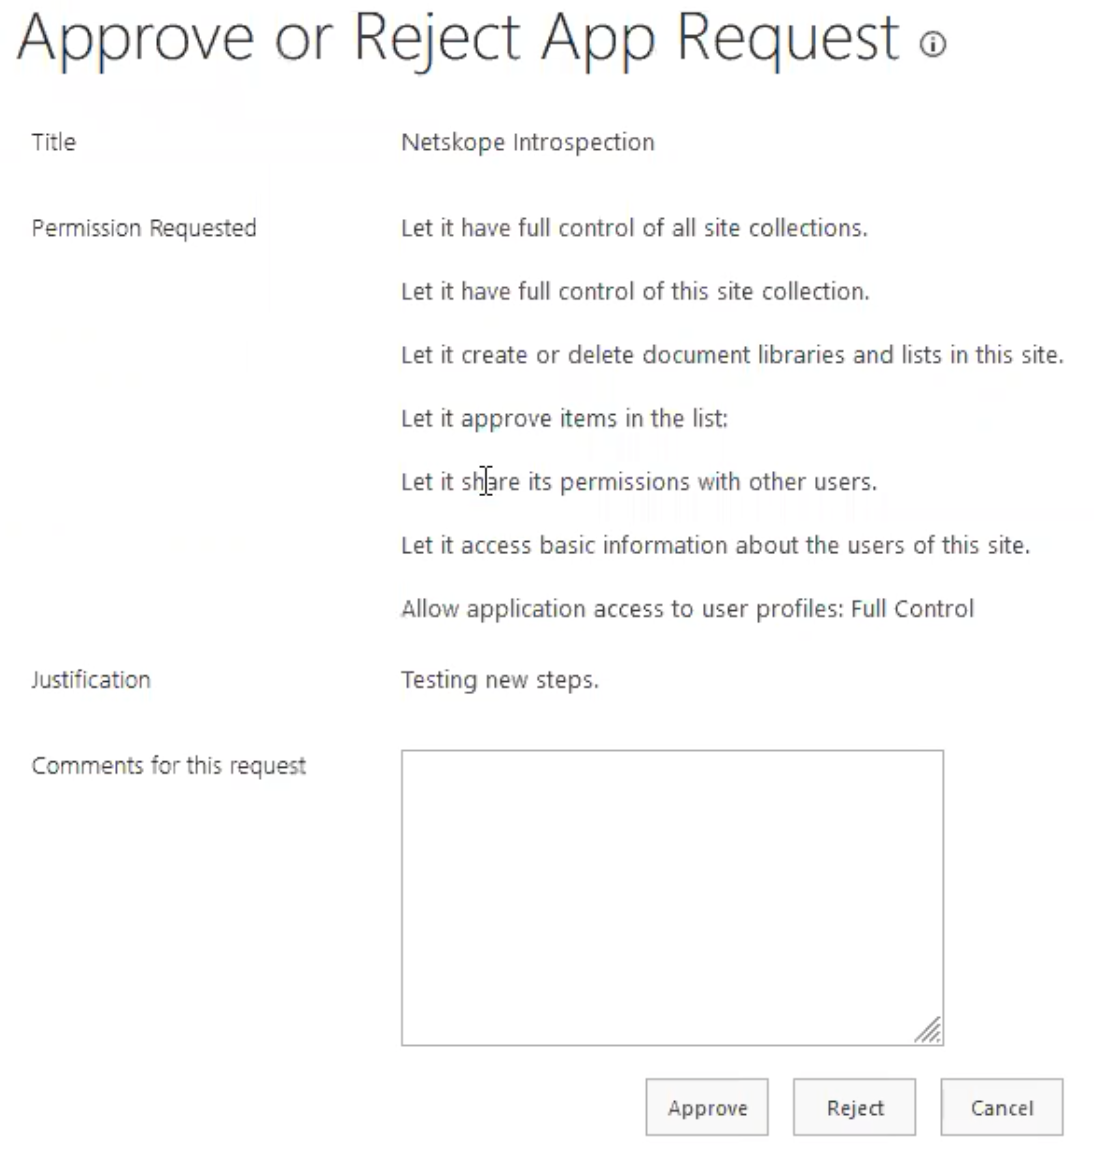 Approve or Reject App Request
Title Netskope Introspection
Permission Requested Let it have full control of all site collections.
Let it have full control of this site collection.
Let it create or delete document libraries and lists in this site.
Let it approve items in the list:
Let it share its permissions with other users.
Let it access basic information about the users of this site.
Allow application access to user profiles: Full Control
Justification Testing new steps.
Comments for this request
Approve Reject Cancel